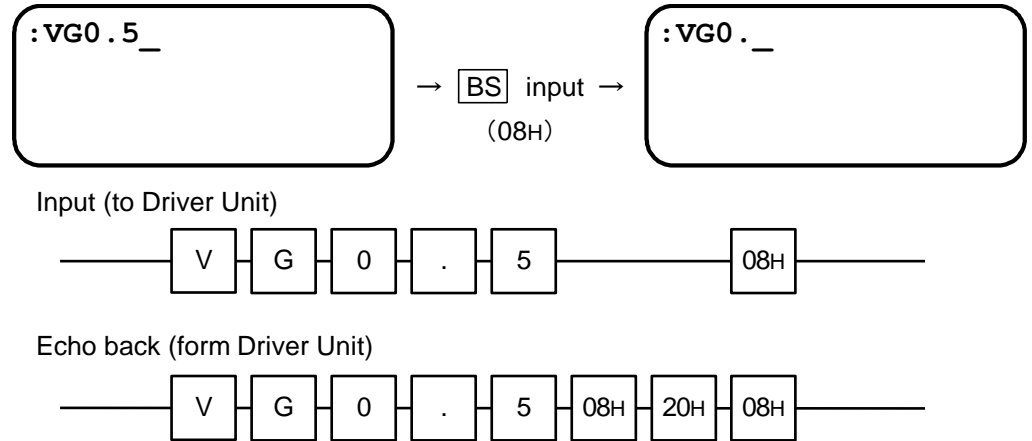 :VG0.5_ :VG0._
→ BS input →
(08H)
Input (to Driver Unit)
V G 0 . 5 08H
Echo back (form Driver Unit)
V G 0 . 5 08H 20H 08H